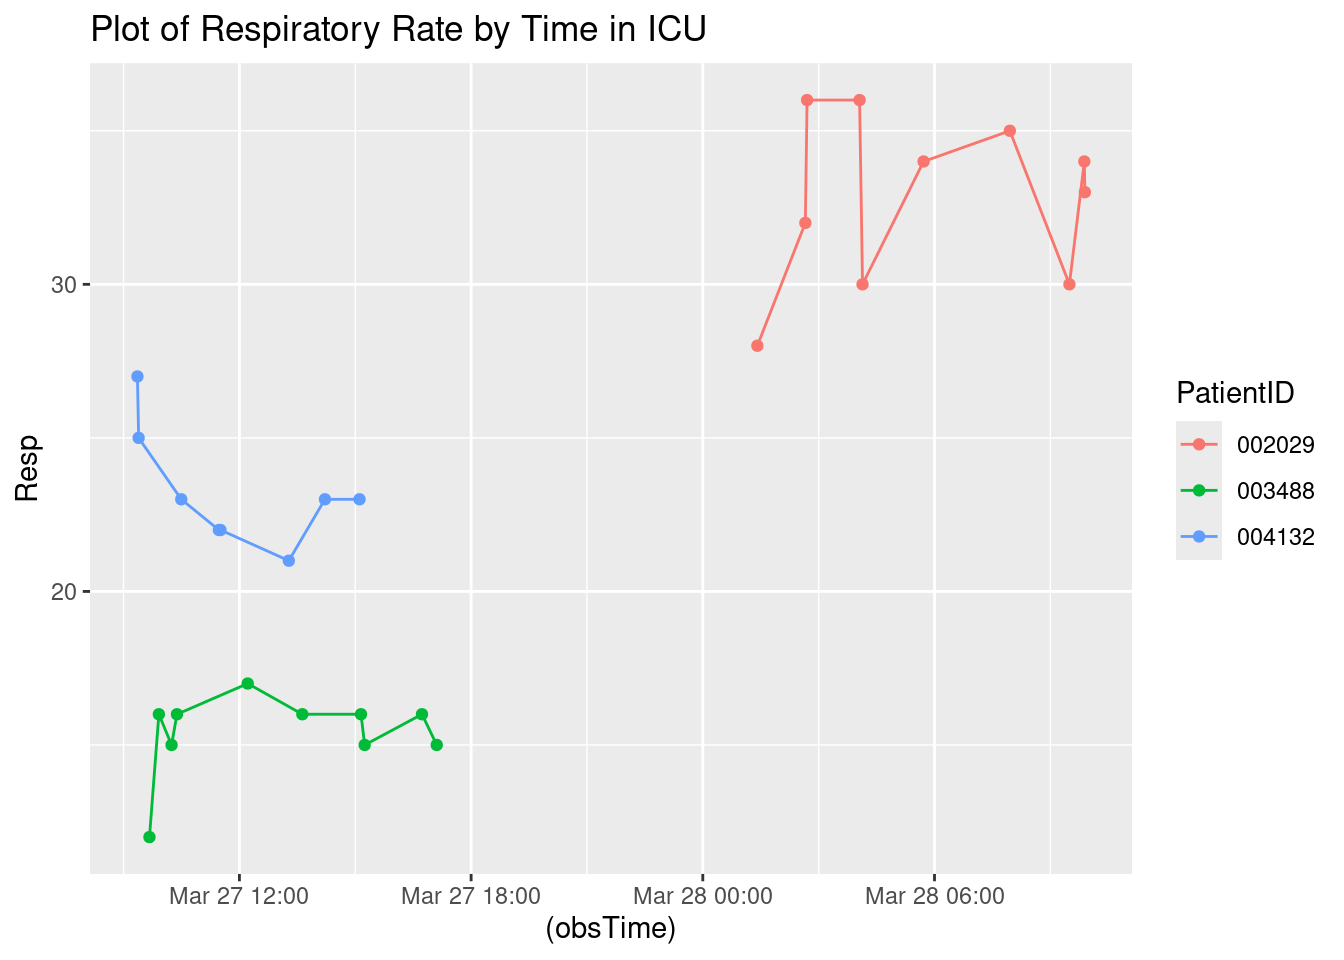 Plot of Respiratory Rate by Time in ICU
Resp
30
20
Mar 27 12:00
Mar 27 18:00
Mar 28 00:00
Mar 28 06:00
(obsTime)
PatientID
002029
003488
004132